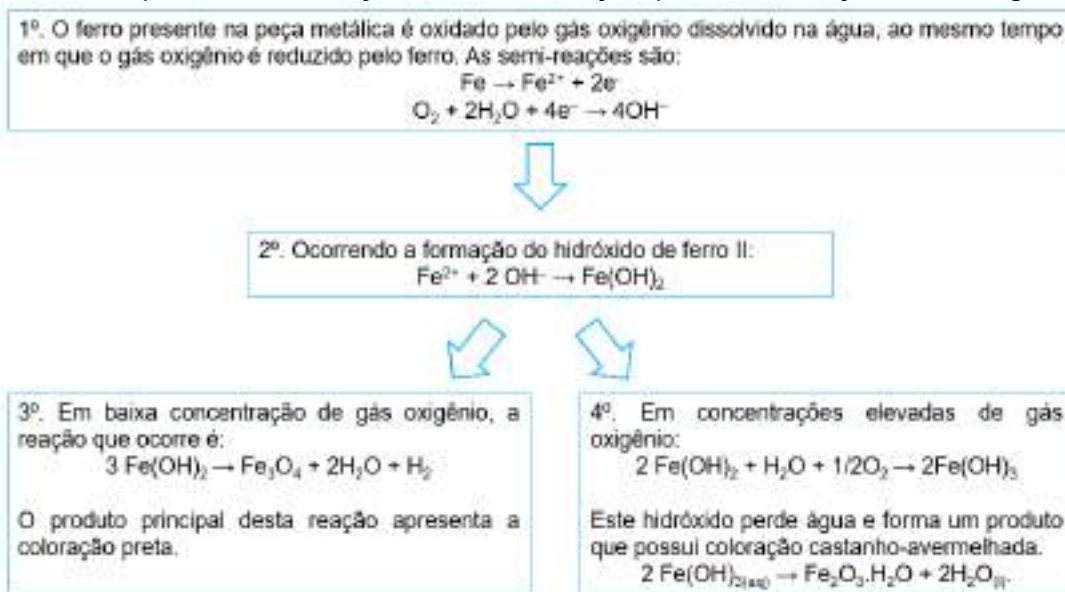 1º. O ferro presente na peça metálica é oxidado pelo gás oxigênio dissolvido na água, ao mesmo tempo
em que o gás oxigênio é reduzido pelo ferro. As semi-reações são:
Fe → Fe²⁺ + 2e⁻
O₂ + 2H₂O + 4e⁻ → 4OH⁻
2º. Ocorrendo a formação do hidróxido de ferro II:
Fe²⁺ + 2 OH⁻ → Fe(OH)₂
3º. Em baixa concentração de gás oxigênio, a
reação que ocorre é:
3 Fe(OH)₂ → Fe₃O₄ + 2H₂O + H₂
O produto principal desta reação apresenta a
coloração preta.
4º. Em concentrações elevadas de gás
oxigênio:
2 Fe(OH)₂ + H₂O + 1/2O₂ → 2Fe(OH)₃
Este hidróxido perde água e forma um produto
que possui coloração castanho-avermelhada.
2 Fe(OH)₃₍ₐq₎ → Fe₂O₃.H₂O + 2H₂O₍ₗ₎.